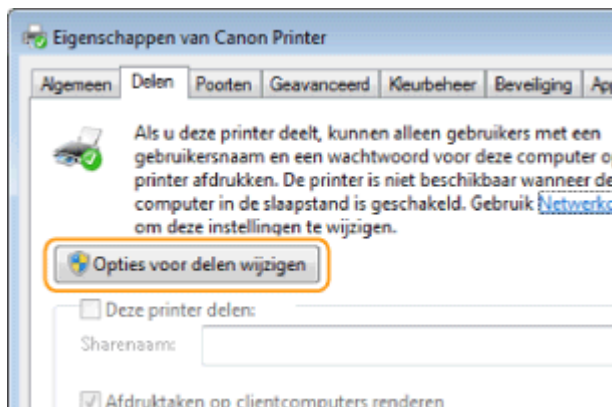 Eigenschappen van Canon Printer
Algemeen Delen Poorten Geavanceerd Kleurbeheer Beveiliging
Als u deze printer deelt, kunnen alleen gebruikers met een
gebruikersnaam en een wachtwoord voor deze computer
printer afdrukken. De printer is niet beschikbaar wanneer
computer in de slaapstand is geschakeld. Gebruik
om deze instellingen te wijzigen.
Opties voor delen wijzigen
Deze printer delen:
Sharenaam:
Afdruktaken op clientcomputers renderen